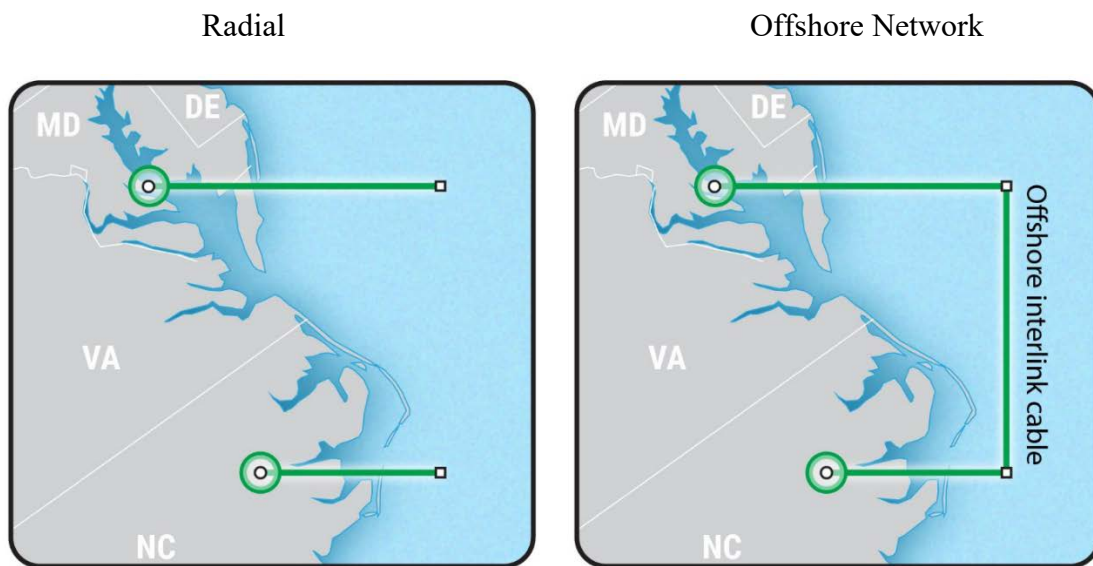 Radial
Offshore Network
MD
DE
VA
NC
MD
DE
VA
NC
Offshore interlink cable